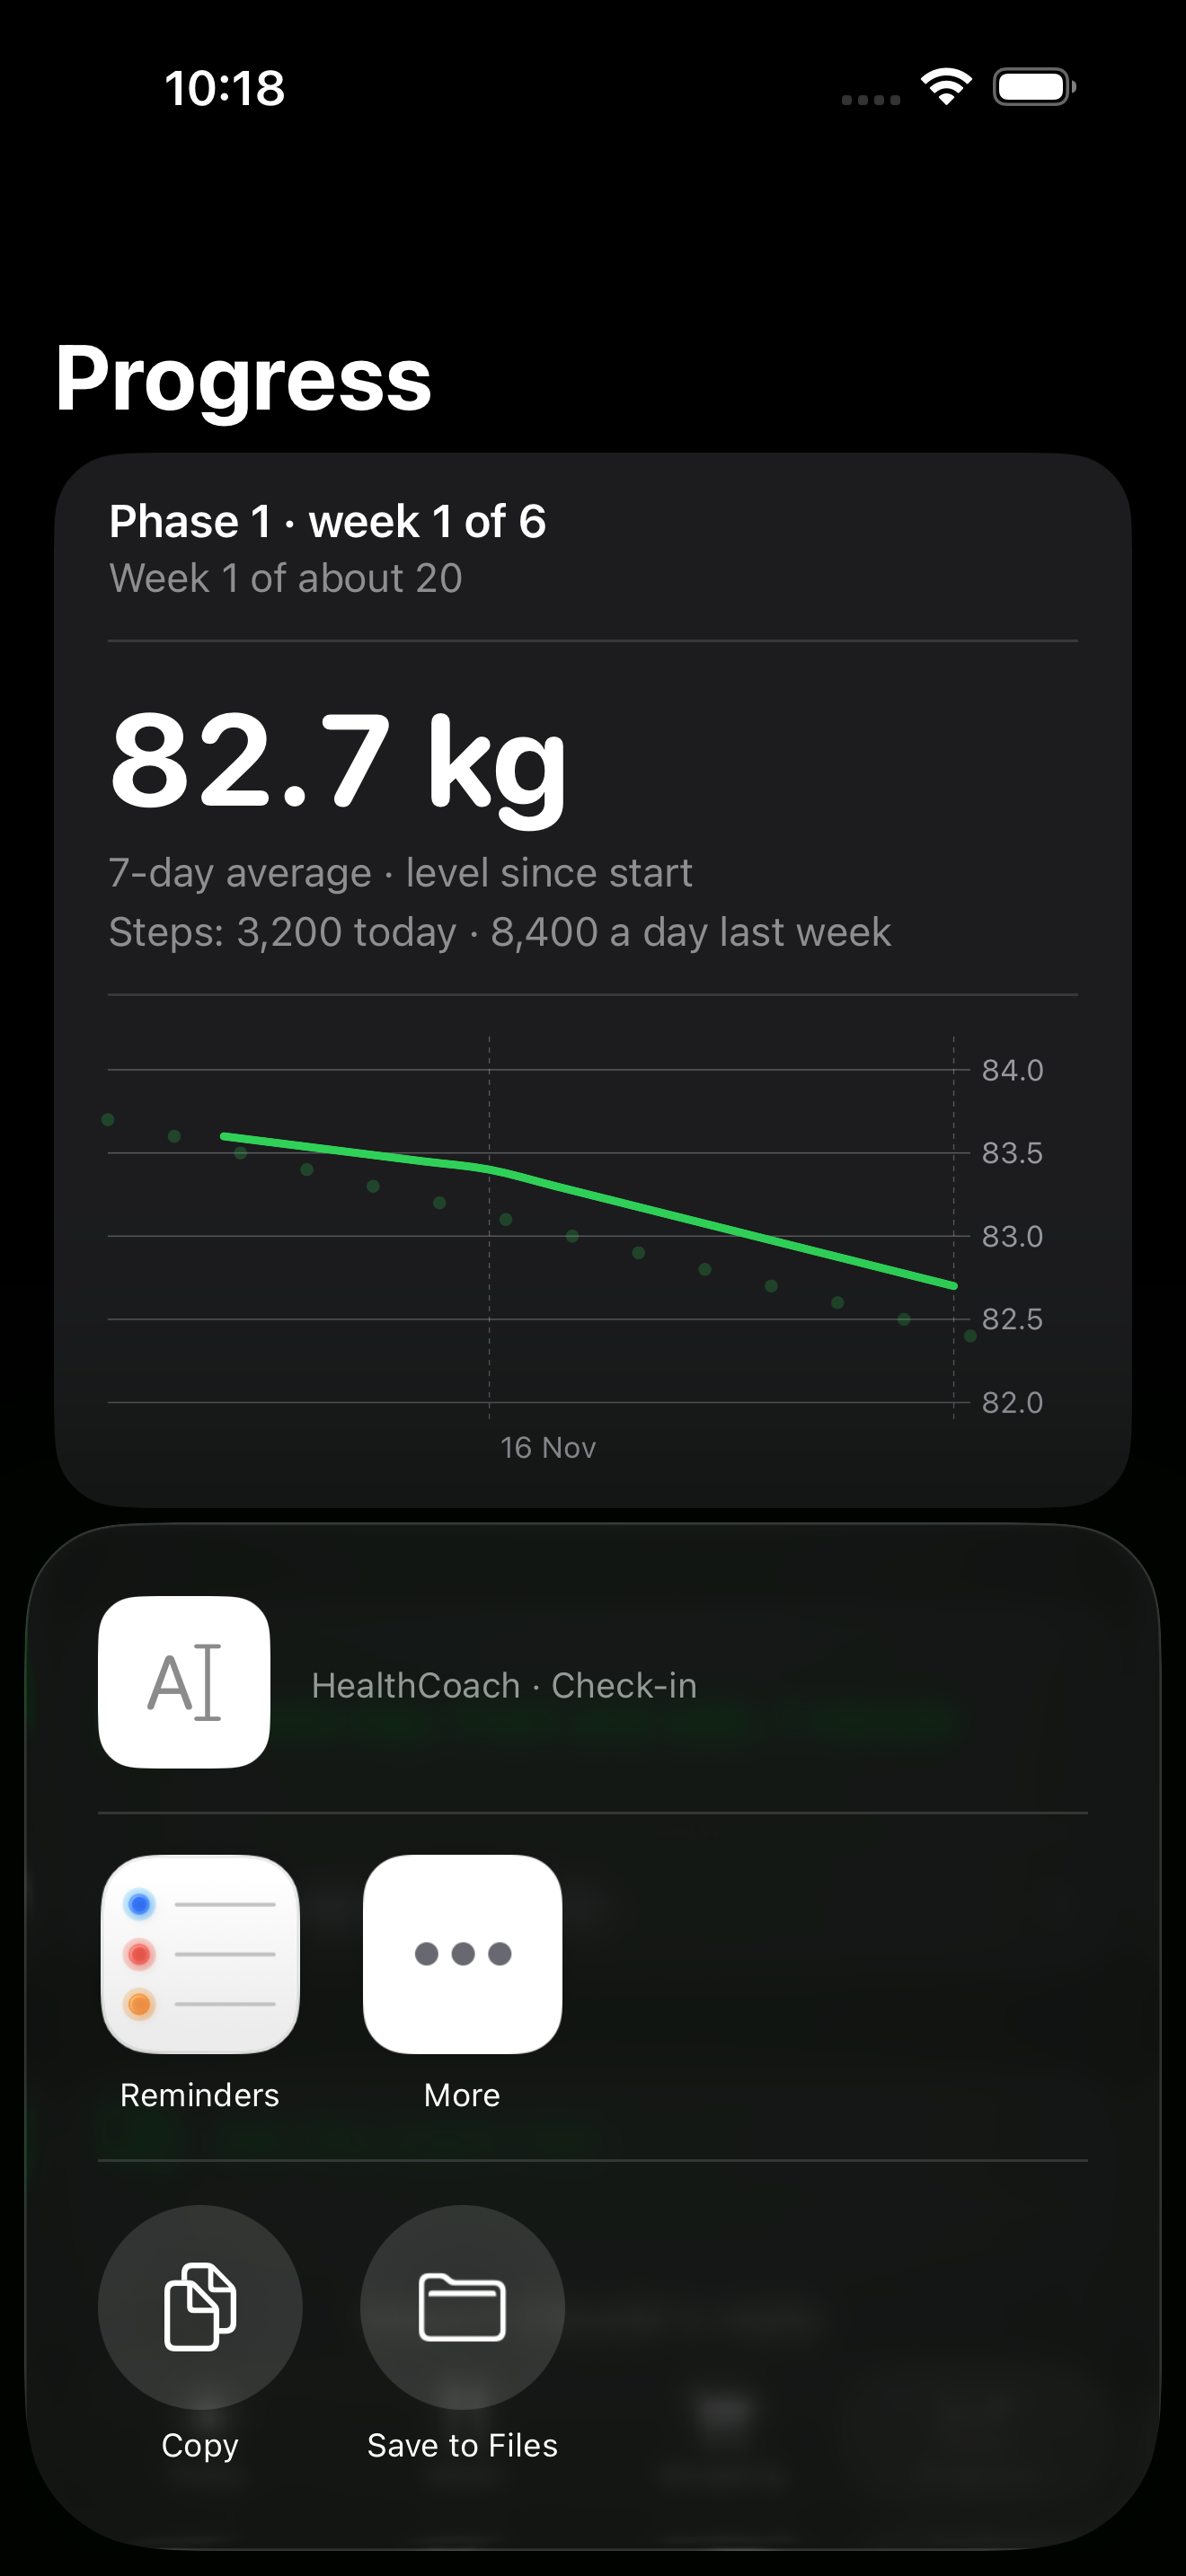 10:18
Progress
Phase 1 · week 1 of 6
Week 1 of about 20
82.7 kg
7-day average · level since start
Steps: 3,200 today · 8,400 a day last week
84.0
83.5
83.0
82.5
82.0
16 Nov
HealthCoach · Check-in
Reminders
More
Copy
Save to Files